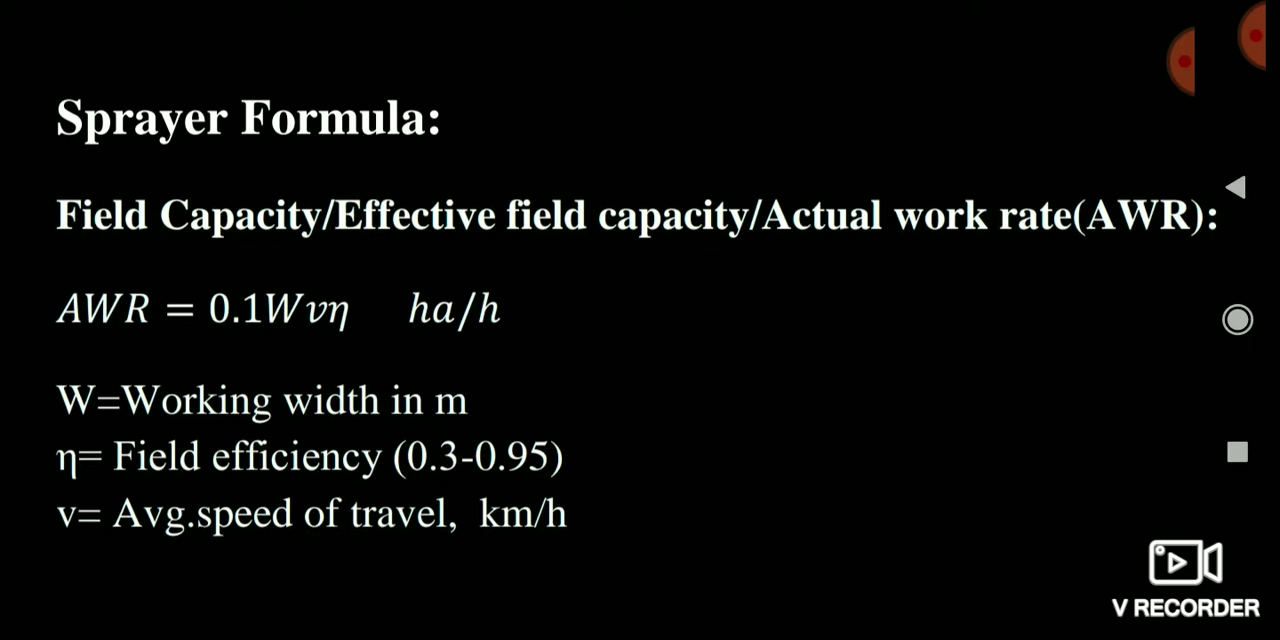 Sprayer Formula:
Field Capacity/Effective field capacity/Actual work rate(AWR):
AWR = 0.1Wvη ha/h
W=Working width in m
η= Field efficiency (0.3-0.95)
v= Avg.speed of travel, km/h
V RECORDER